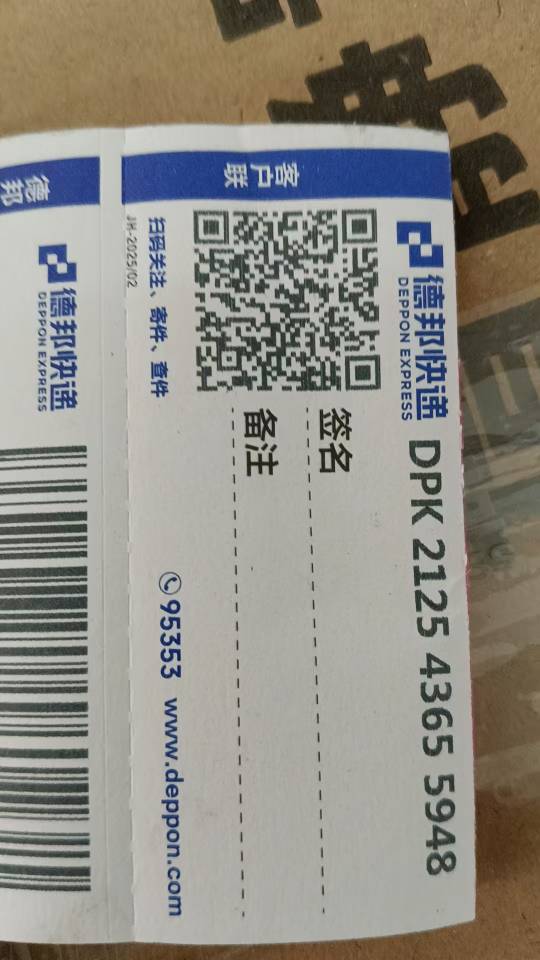 客户联
德邦快递
DEPPON EXPRESS
DPK 2125 4365 5948
签名
备注
扫码关注、寄件、查件
95353 www.deppon.com
JH-2025/02
德邦
德邦快递
DEPPON EXPRESS